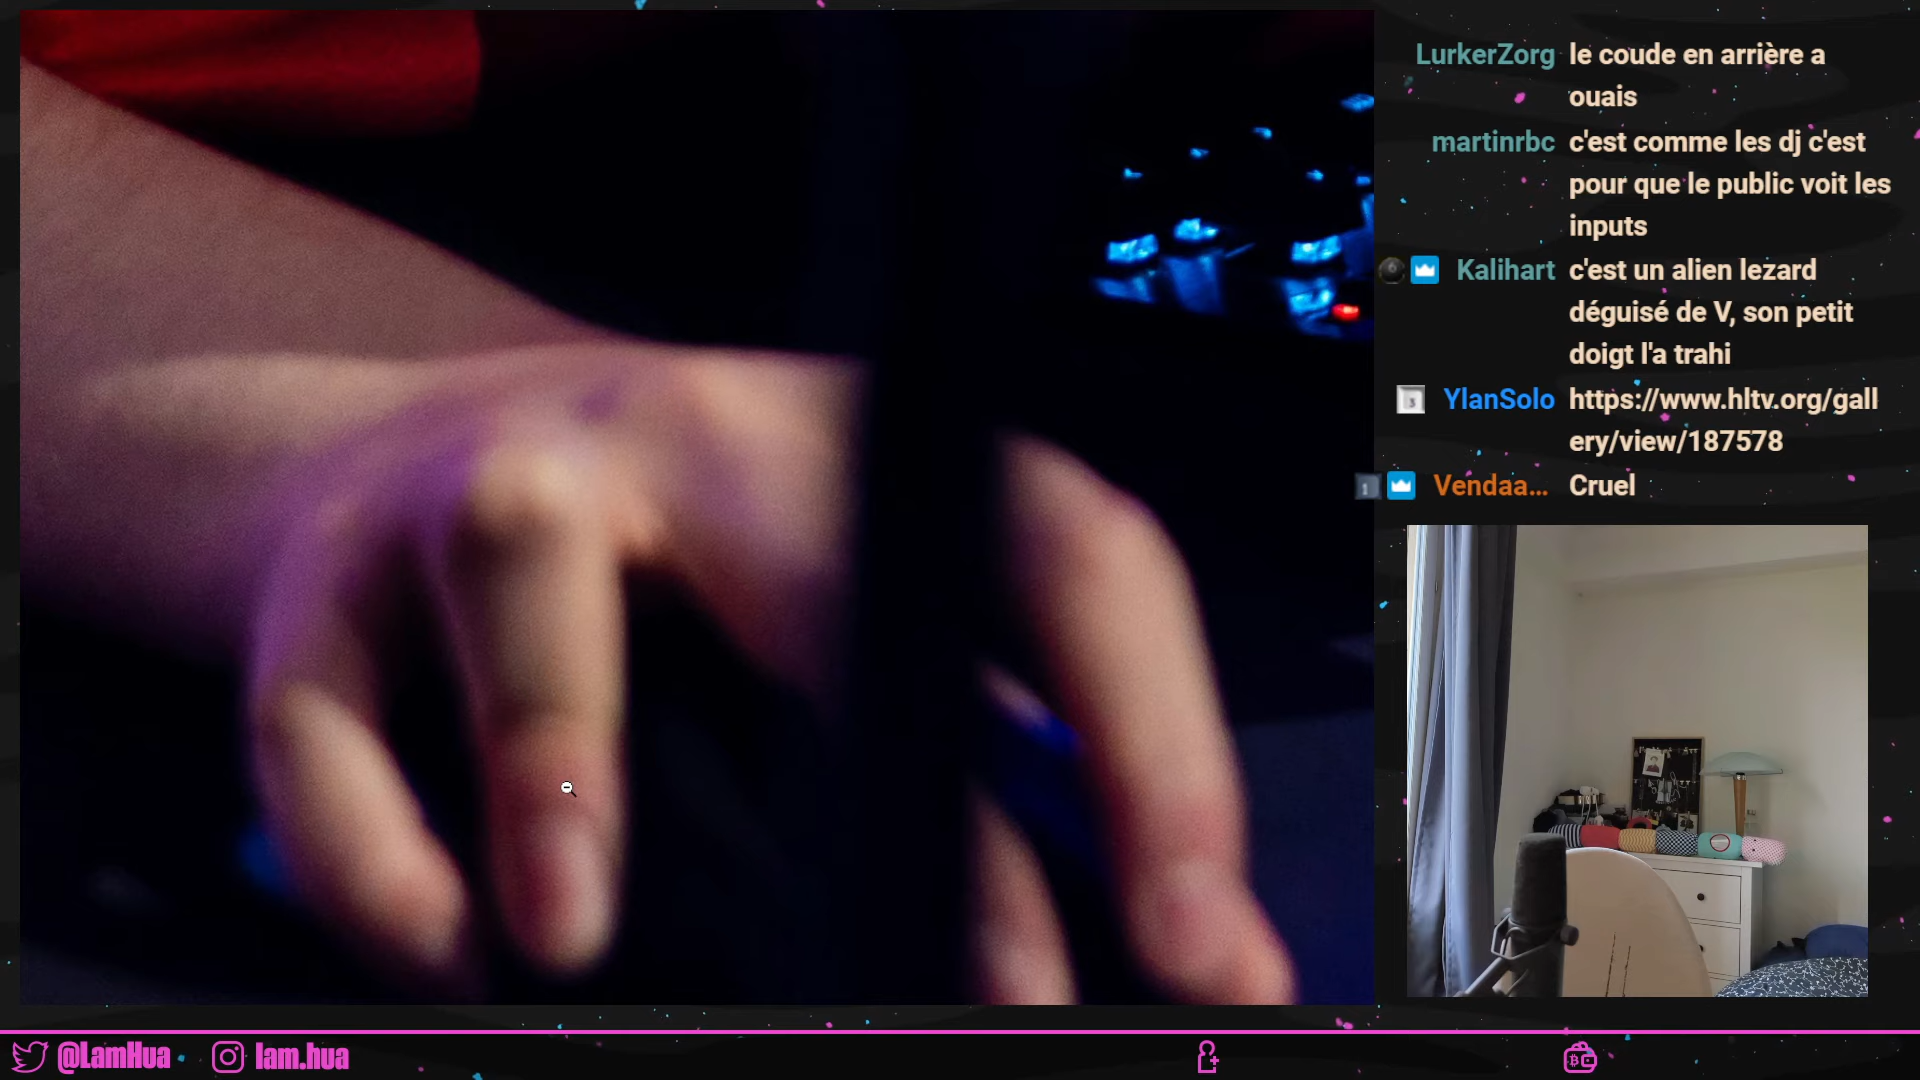 LurkerZorg le coude en arrière a
ouais
martinrbc c'est comme les dj c'est
pour que le public voit les
inputs
Kalihart c'est un alien lezard
déguisé de V, son petit
doigt l'a trahi
3 YlanSolo https://www.hltv.org/gall
ery/view/187578
1 Vendaa... Cruel
@LamHua lam.hua